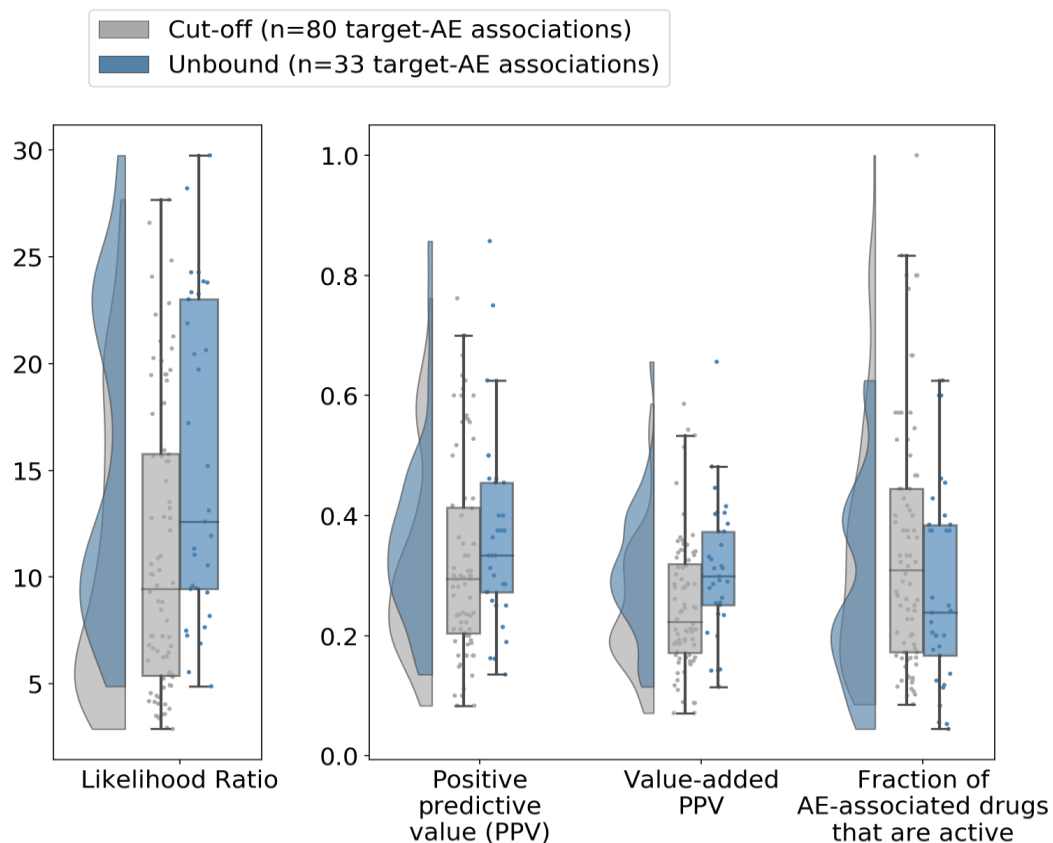 Cut-off (n=80 target-AE associations)
Unbound (n=33 target-AE associations)
30
25
20
15
10
5
Likelihood Ratio
1.0
0.8
0.6
0.4
0.2
0.0
Positive
predictive
value (PPV)
Value-added
PPV
Fraction of
AE-associated drugs
that are active